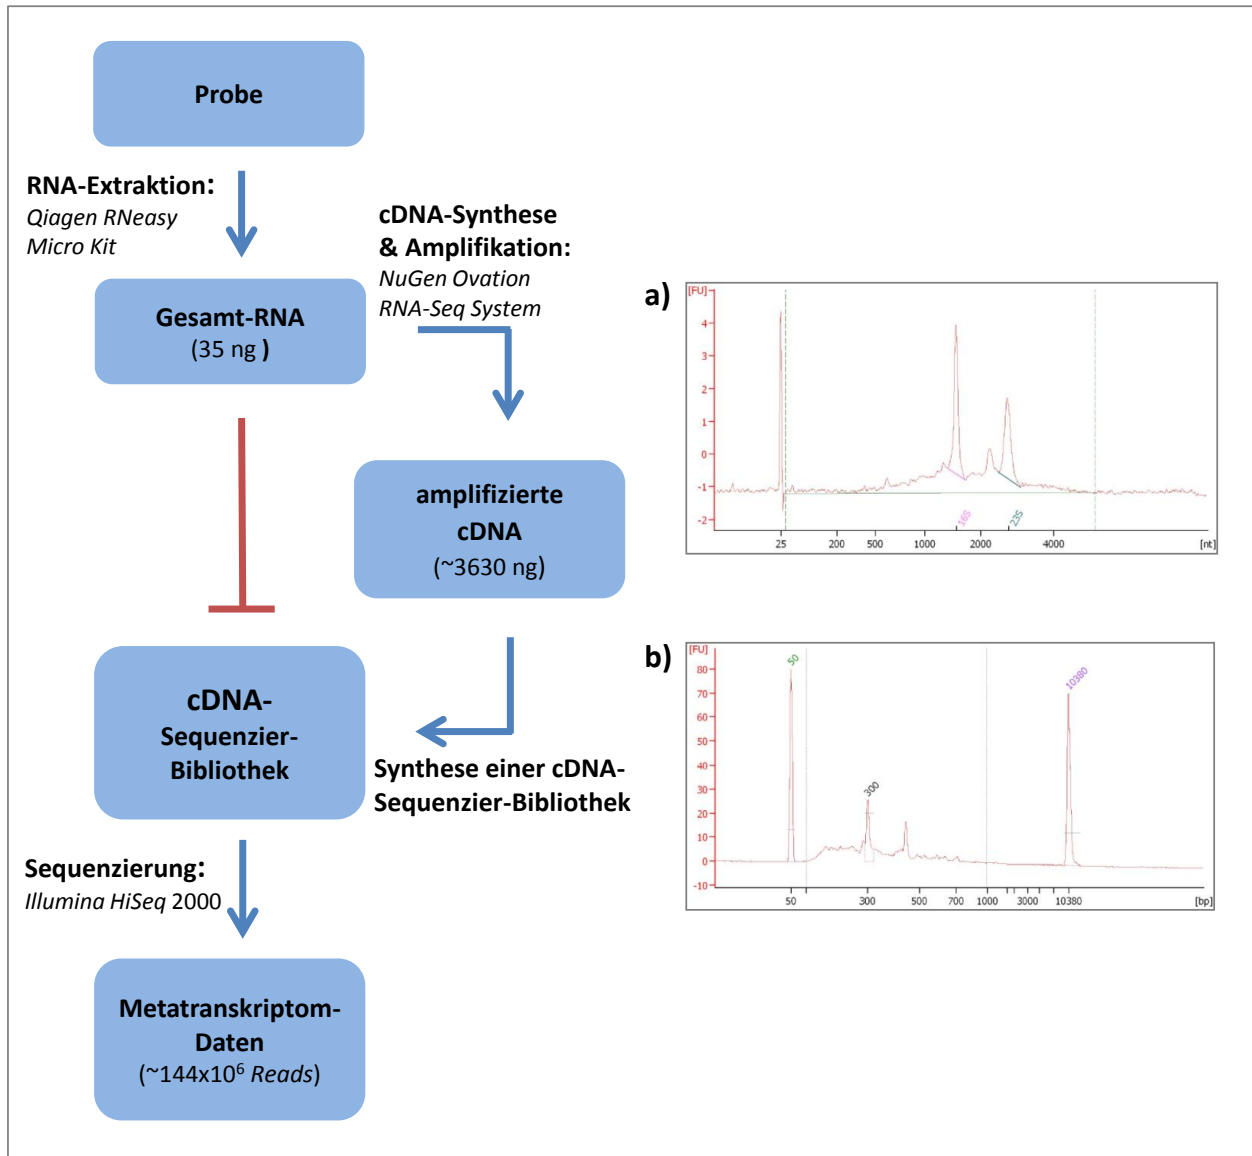 Probe
RNA-Extraktion:
Qiagen RNeasy
Micro Kit
cDNA-Synthese
& Amplifikation:
NuGen Ovation
RNA-Seq System
Gesamt-RNA
(35 ng )
amplifizierte
cDNA
(~3630 ng)
cDNA-
Sequenzier-
Bibliothek
Synthese einer cDNA-
Sequenzier-Bibliothek
Sequenzierung:
Illumina HiSeq 2000
Metatranskriptom-
Daten
(~144x10⁶ Reads)
a)
[FU]
4
3
2
1
0
-1
-2
16S
23S
25 200 500 1000 2000 4000 [nt]
b)
[FU]
80
70
60
50
40
30
20
10
0
-10
50
300
10380
50 300 500 700 1000 3000 10380 [bp]